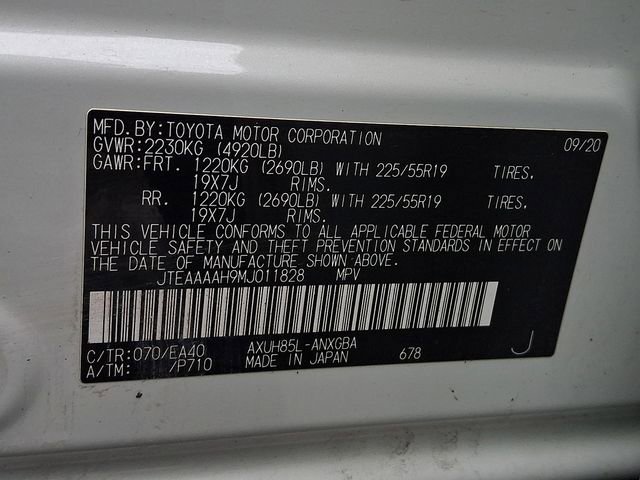 MFD. BY: TOYOTA MOTOR CORPORATION 09/20
GVWR: 2230KG (4920LB)
GAWR: FRT. 1220KG (2690LB) WITH 225/55R19 TIRES.
19X7J RIMS.
RR. 1220KG (2690LB) WITH 225/55R19 TIRES.
19X7J RIMS.
THIS VEHICLE CONFORMS TO ALL APPLICABLE FEDERAL MOTOR
VEHICLE SAFETY AND THEFT PREVENTION STANDARDS IN EFFECT ON
THE DATE OF MANUFACTURE SHOWN ABOVE.
JTEAAAAH9MJ011828 MPV
C/TR: 070/EA40 AXUH85L-ANXGBA
A/TM: /P710 MADE IN JAPAN 678 J